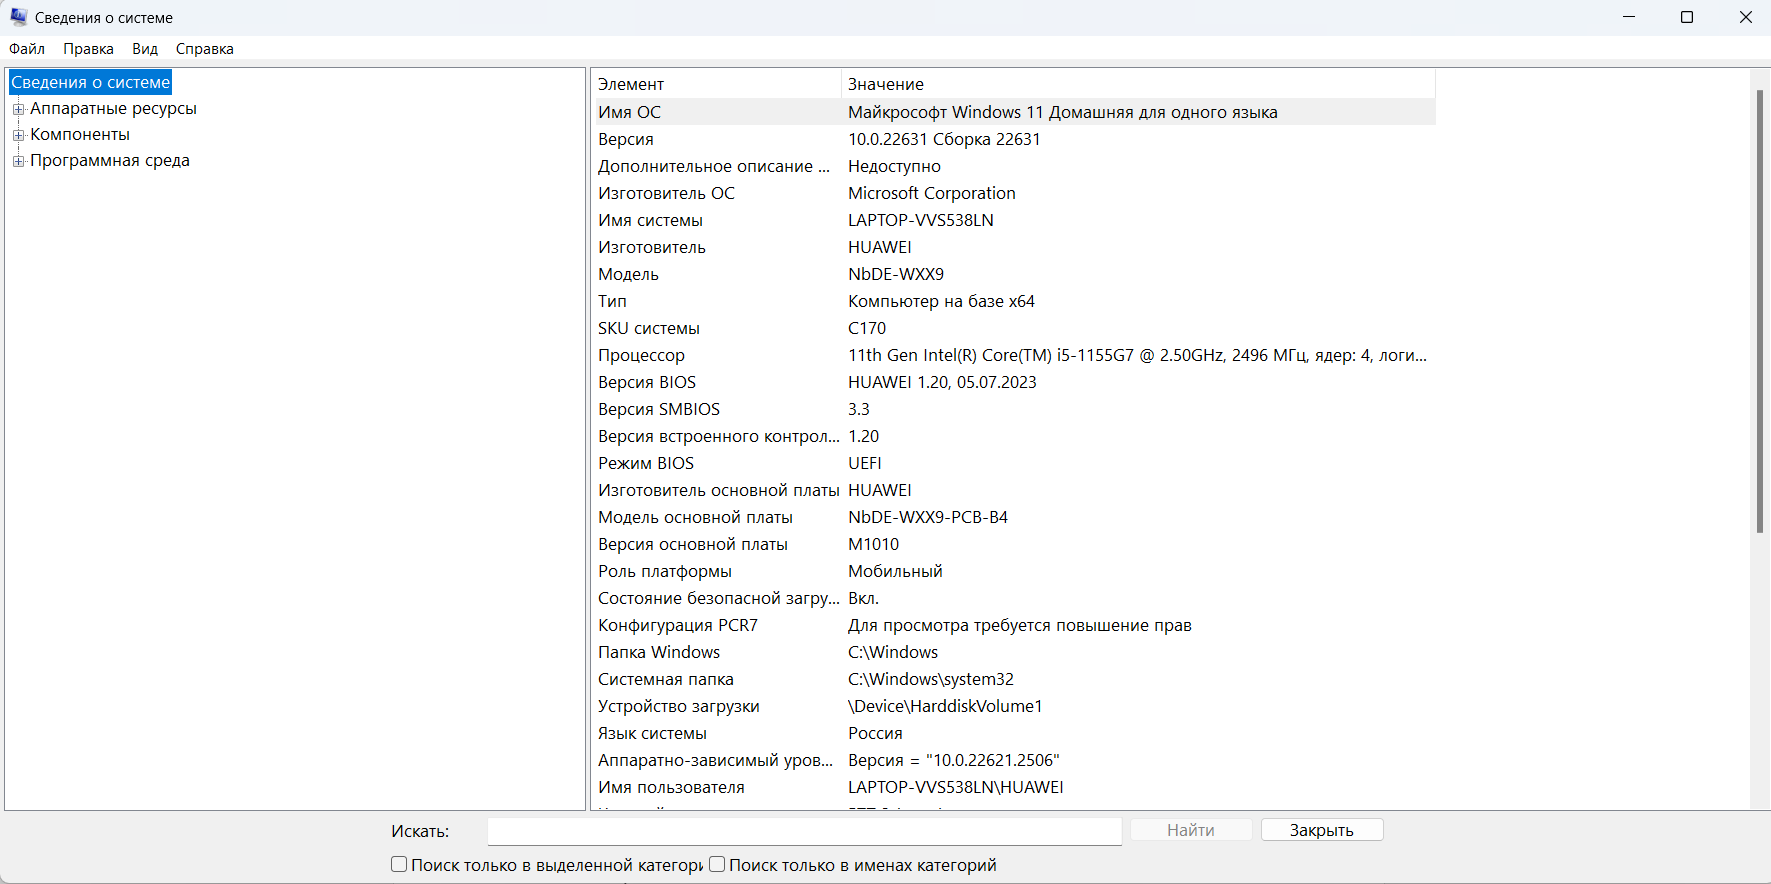 Сведения о системе
Файл Правка Вид Справка
Сведения о системе
Аппаратные ресурсы
Компоненты
Программная среда
Элемент Значение
Имя ОС Майкрософт Windows 11 Домашняя для одного языка
Версия 10.0.22631 Сборка 22631
Дополнительное описание ... Недоступно
Изготовитель ОС Microsoft Corporation
Имя системы LAPTOP-VVS538LN
Изготовитель HUAWEI
Модель NbDE-WXX9
Тип Компьютер на базе x64
SKU системы C170
Процессор 11th Gen Intel(R) Core(TM) i5-1155G7 @ 2.50GHz, 2496 МГц, ядер: 4, логи...
Версия BIOS HUAWEI 1.20, 05.07.2023
Версия SMBIOS 3.3
Версия встроенного контрол... 1.20
Режим BIOS UEFI
Изготовитель основной платы HUAWEI
Модель основной платы NbDE-WXX9-PCB-B4
Версия основной платы M1010
Роль платформы Мобильный
Состояние безопасной загру... Вкл.
Конфигурация PCR7 Для просмотра требуется повышение прав
Папка Windows C:\Windows
Системная папка C:\Windows\system32
Устройство загрузки \Device\HarddiskVolume1
Язык системы Россия
Аппаратно-зависимый уров... Версия = "10.0.22621.2506"
Имя пользователя LAPTOP-VVS538LN\HUAWEI
Искать: Найти Закрыть
Поиск только в выделенной категори Поиск только в именах категорий